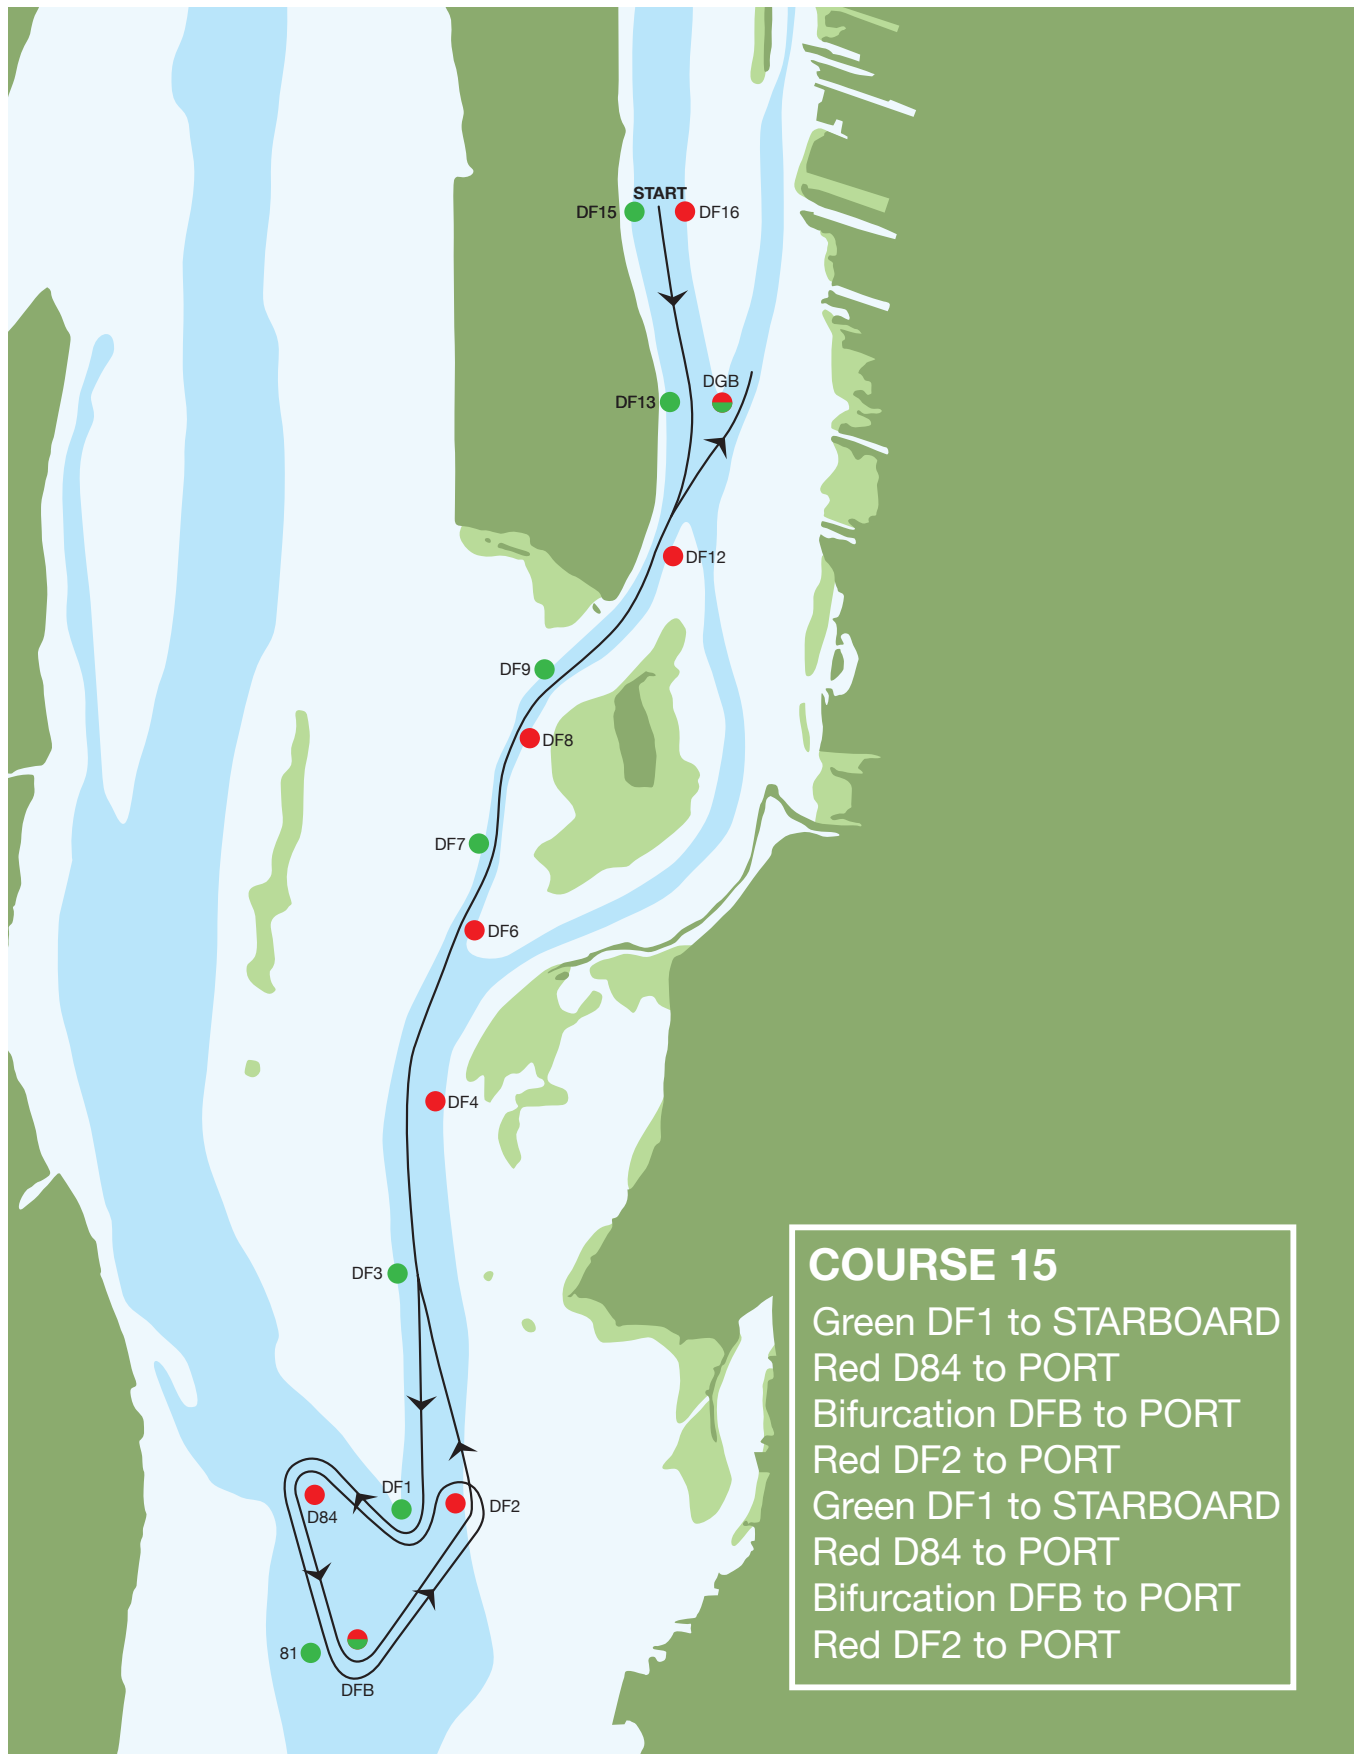 START
DF15
DF16
DGB
DF13
DF12
DF9
DF8
DF7
DF6
DF4
DF3
DF1
DF2
D84
81
DFB
COURSE 15
Green DF1 to STARBOARD
Red D84 to PORT
Bifurcation DFB to PORT
Red DF2 to PORT
Green DF1 to STARBOARD
Red D84 to PORT
Bifurcation DFB to PORT
Red DF2 to PORT